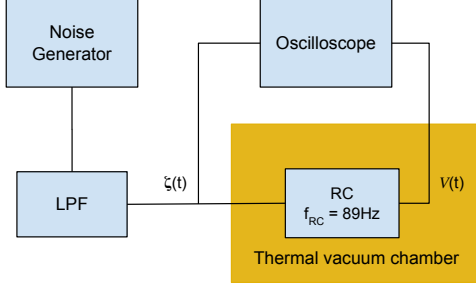 Noise
Generator
Oscilloscope
LPF
ζ(t)
RC
f_RC = 89Hz
V(t)
Thermal vacuum chamber